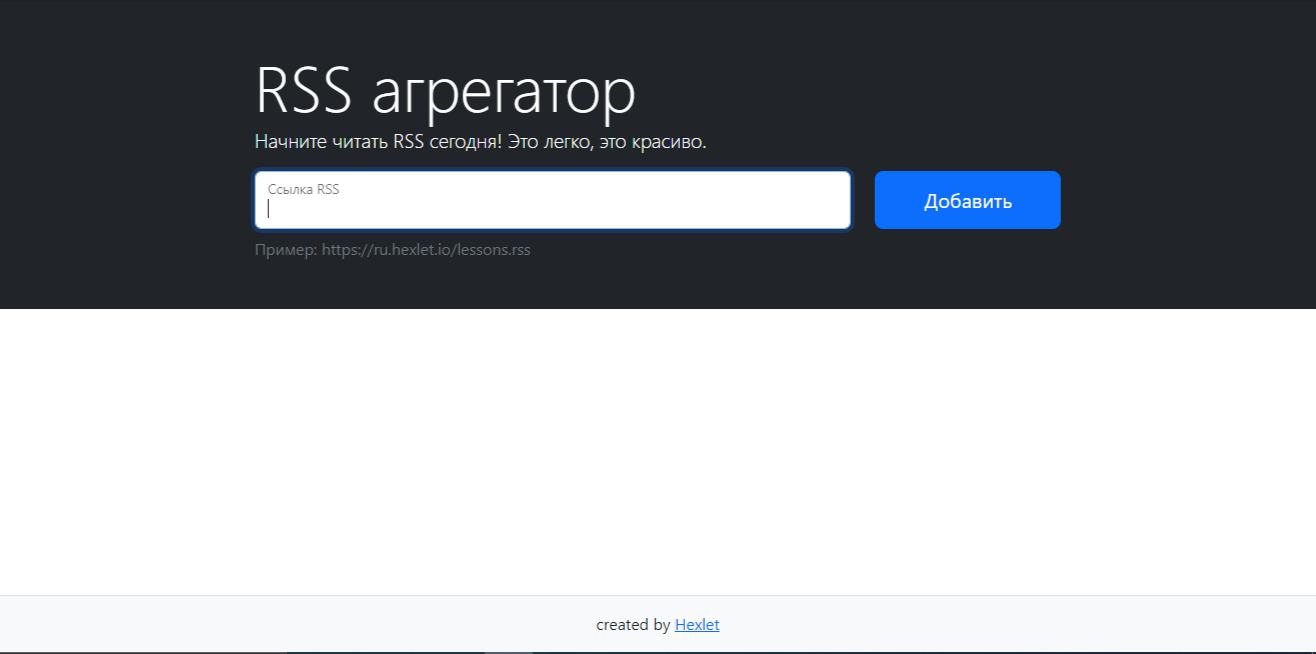 RSS агрегатор
Начните читать RSS сегодня! Это легко, это красиво.
Ссылка RSS
Добавить
Пример: https://ru.hexlet.io/lessons.rss
created by Hexlet